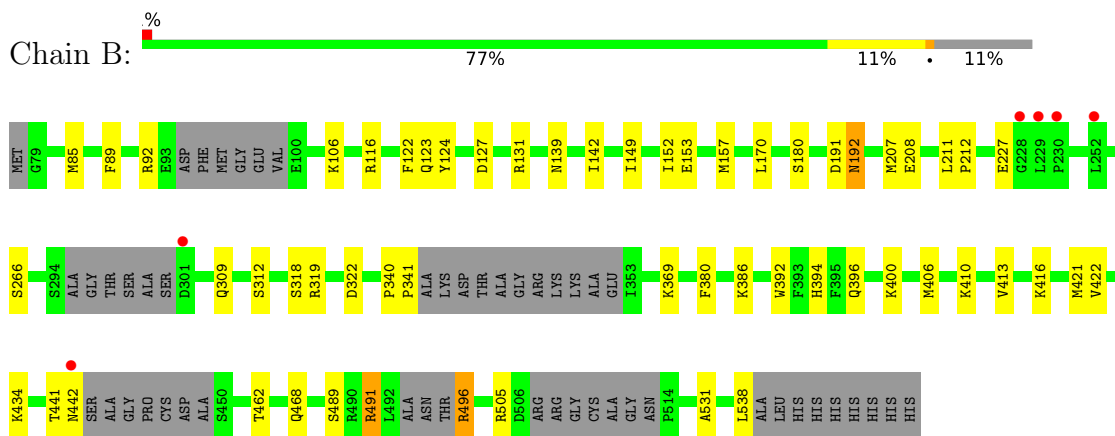 %
Chain B:
77% 11% • 11%
MET G79 M85 F89 R92 E93 ASP PHE MET GLY GLU VAL E100 K106 R116 F122 Q123 Y124 D127 R131 N139 I142 I149 I152 E153 M157 L170 S180 D191 N192 M207 E208 L211 P212 E227 G228 L229 P230 L252
S266 S294 ALA GLY THR SER ALA SER D301 Q309 S312 S318 R319 D322 P340 P341 ALA LYS ASP THR ALA GLY ARG LYS LYS ALA GLU I353 K369 F380 K386 W392 F393 H394 F395 Q396 K400 M406 K410 V413 K416 M421 V422
K434 T441 N442 SER ALA GLY PRO CYS ASP ALA S450 T462 Q468 S489 R490 R491 L492 ALA ASN THR R496 R505 D506 ARG ARG GLY CYS ALA GLY ASN P514 A531 L538 ALA LEU HIS HIS HIS HIS HIS HIS HIS HIS